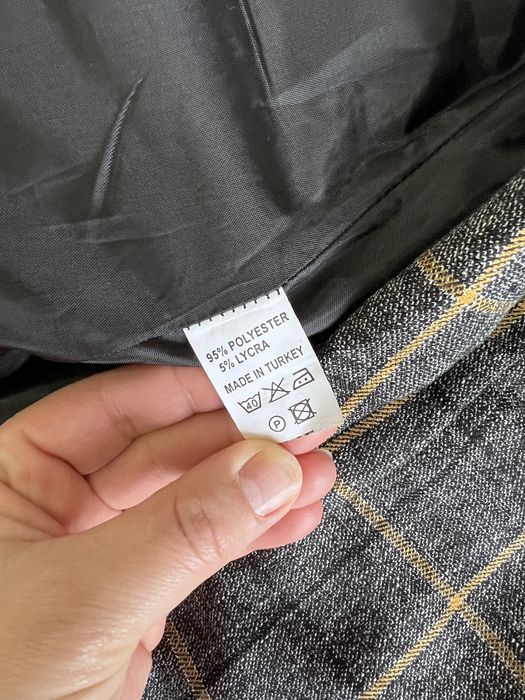 95% POLYESTER
5% LYCRA
MADE IN TURKEY
40
P